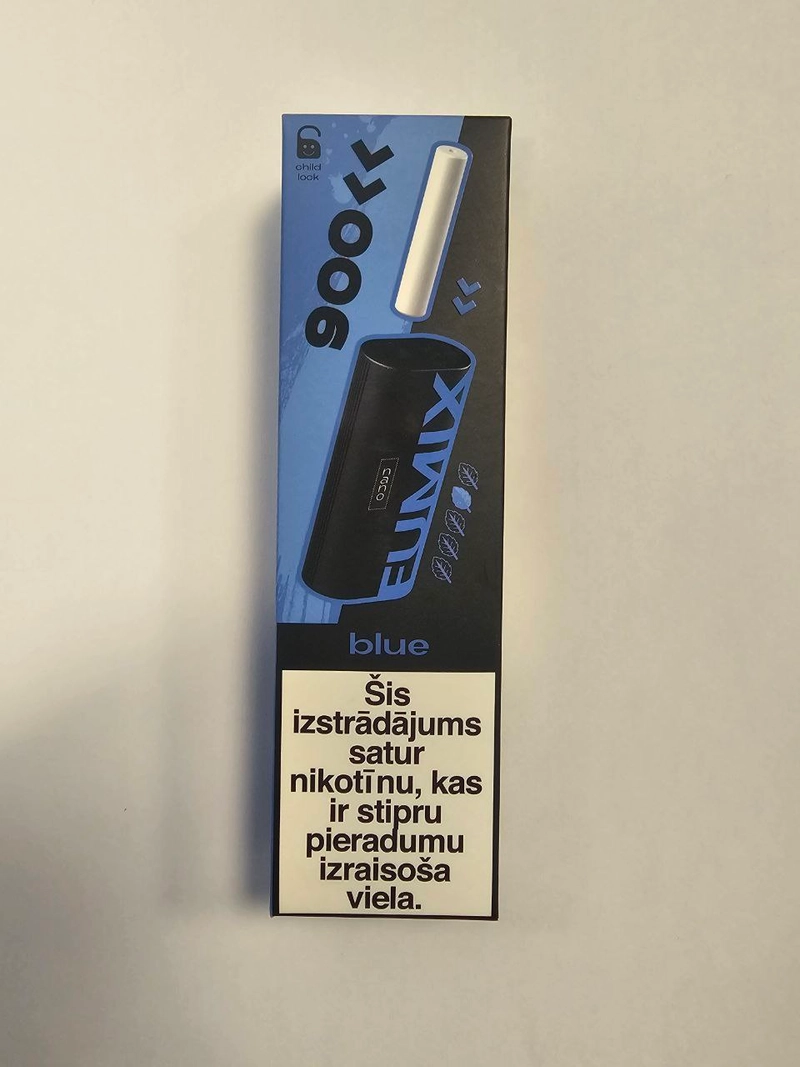 child
lock
900
EUMIX
nano
blue
Šis
izstrādājums
satur
nikotīnu, kas
ir stipru
pieradumu
izraisoša
viela.